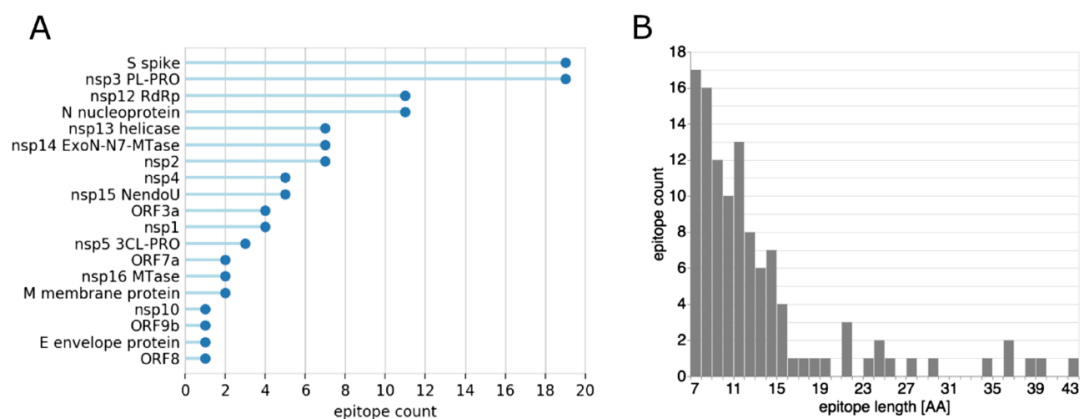 A
S spike
nsp3 PL-PRO
nsp12 RdRp
N nucleoprotein
nsp13 helicase
nsp14 ExoN-N7-MTase
nsp2
nsp4
nsp15 NendoU
ORF3a
nsp1
nsp5 3CL-PRO
ORF7a
nsp16 MTase
M membrane protein
nsp10
ORF9b
E envelope protein
ORF8
0 2 4 6 8 10 12 14 16 18 20
epitope count
B
epitope count
18
16
14
12
10
8
6
4
2
0
7 11 15 19 23 27 31 35 39 43
epitope length [AA]